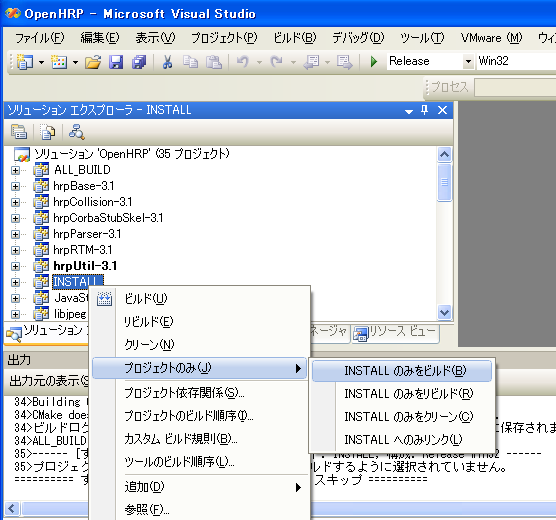 OpenHRP - Microsoft Visual Studio
ファイル(F) 編集(E) 表示(V) プロジェクト(P) ビルド(B) デバッグ(D) ツール(T) VMware (M) ウィ
Release Win32
プロセス
ソリューション エクスプローラ - INSTALL
ソリューション 'OpenHRP' (35 プロジェクト)
ALL_BUILD
hrpBase-3.1
hrpCollision-3.1
hrpCorbaStubSkel-3.1
hrpParser-3.1
hrpRTM-3.1
hrpUtil-3.1
INSTALL
JavaSt
libjpeg
ソリューション
ネージャ リソース ビュー
出力
出力元の表示(S
34>Building
34>CMake does
34>ビルドログ に保存されま
34>ALL_BUILD
35>------ [す : INSTALL, 構成: Release Win32 ------
35>プロジェク ルドするように選択されていません。
========== す スキップ ==========
ビルド(U)
リビルド(E)
クリーン(N)
プロジェクトのみ(J)
プロジェクト依存関係(S)...
プロジェクトのビルド順序(I)...
カスタム ビルド規則(B)...
ツールのビルド順序(L)...
追加(D)
参照(F)...
INSTALL のみをビルド(B)
INSTALL のみをリビルド(R)
INSTALL のみをクリーン(C)
INSTALL へのみリンク(L)